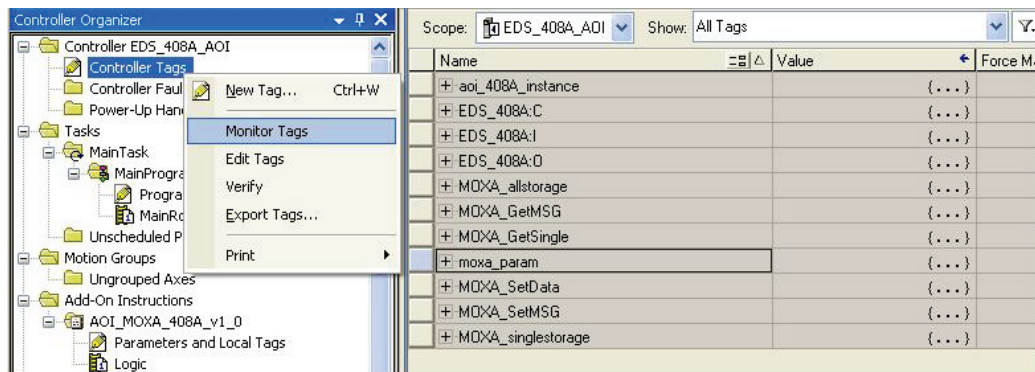 Controller Organizer
Controller EDS_408A_AOI
Controller Tags
Controller Faul
Power-Up Han
Tasks
MainTask
MainProgra
Progra
MainRo
Unscheduled P
Motion Groups
Ungrouped Axes
Add-On Instructions
AOI_MOXA_408A_v1_0
Parameters and Local Tags
Logic
New Tag... Ctrl+W
Monitor Tags
Edit Tags
Verify
Export Tags...
Print
Scope: EDS_408A_AOI Show: All Tags
Name Value Force Ma
aoi_408A_instance {...}
EDS_408A:C {...}
EDS_408A:I {...}
EDS_408A:O {...}
MOXA_allstorage {...}
MOXA_GetMSG {...}
MOXA_GetSingle {...}
moxa_param {...}
MOXA_SetData {...}
MOXA_SetMSG {...}
MOXA_singlestorage {...}